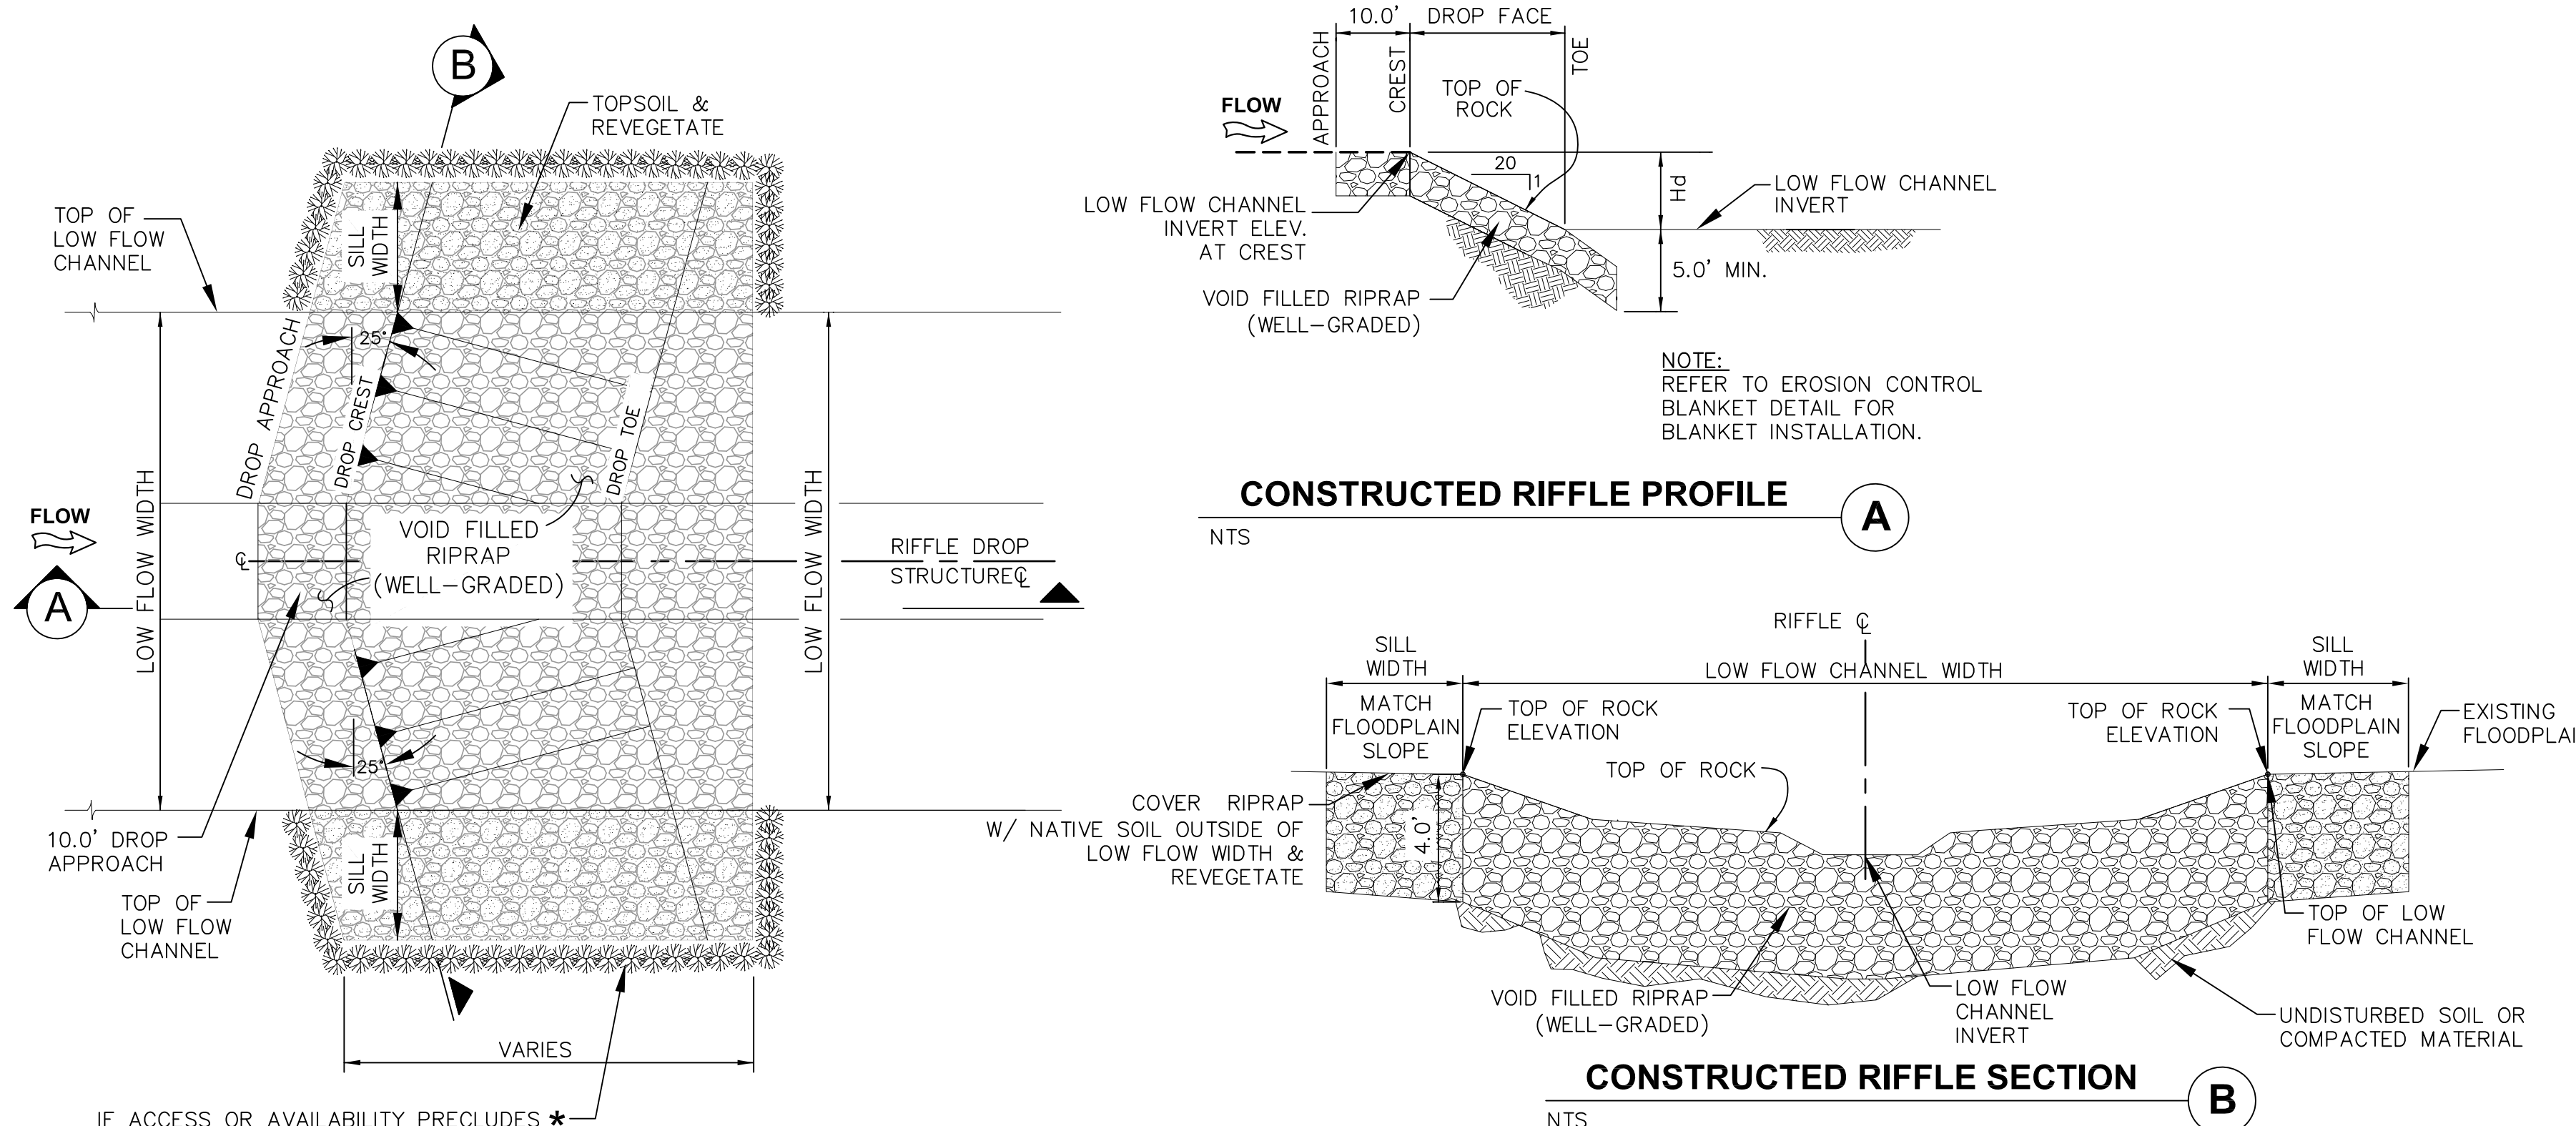 B
TOPSOIL &
REVEGETATE
TOP OF
LOW FLOW
CHANNEL
SILL
WIDTH
25°
DROP APPROACH
DROP CREST
DROP TOE
LOW FLOW WIDTH
LOW FLOW WIDTH
FLOW
A
℄
VOID FILLED
RIPRAP
(WELL-GRADED)
RIFFLE DROP
STRUCTURE ℄
25°
10.0' DROP
APPROACH
SILL
WIDTH
TOP OF
LOW FLOW
CHANNEL
VARIES
IF ACCESS OR AVAILABILITY PRECLUDES *
10.0'
DROP FACE
APPROACH
CREST
TOE
TOP OF
ROCK
FLOW
20
1
Hd
LOW FLOW CHANNEL
INVERT
LOW FLOW CHANNEL
INVERT ELEV.
AT CREST
5.0' MIN.
VOID FILLED RIPRAP
(WELL-GRADED)
NOTE:
REFER TO EROSION CONTROL
BLANKET DETAIL FOR
BLANKET INSTALLATION.
CONSTRUCTED RIFFLE PROFILE
A
NTS
RIFFLE ℄
SILL
WIDTH
LOW FLOW CHANNEL WIDTH
SILL
WIDTH
MATCH
FLOODPLAIN
SLOPE
TOP OF ROCK
ELEVATION
TOP OF ROCK
ELEVATION
MATCH
FLOODPLAIN
SLOPE
EXISTING
FLOODPLAI
TOP OF ROCK
COVER RIPRAP
W/ NATIVE SOIL OUTSIDE OF
LOW FLOW WIDTH &
REVEGETATE
4.0'
TOP OF LOW
FLOW CHANNEL
VOID FILLED RIPRAP
(WELL-GRADED)
LOW FLOW
CHANNEL
INVERT
UNDISTURBED SOIL OR
COMPACTED MATERIAL
CONSTRUCTED RIFFLE SECTION
B
NTS